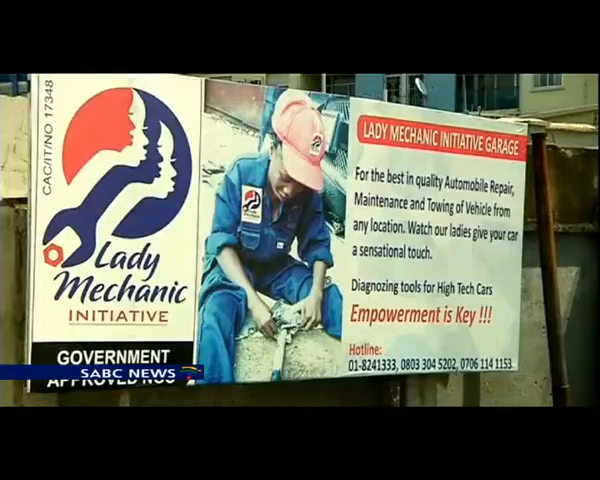 CAC/IT/NO 17348
Lady
Mechanic
INITIATIVE
GOVERNMENT
APPROVED NGO
LADY MECHANIC INITIATIVE GARAGE
For the best in quality Automobile Repair,
Maintenance and Towing of Vehicle from
any location. Watch our ladies give your car
a sensational touch.
Diagnozing tools for High Tech Cars
Empowerment is Key !!!
Hotline:
01-8241333, 0803 304 5202, 0706 114 1153.
SABC NEWS